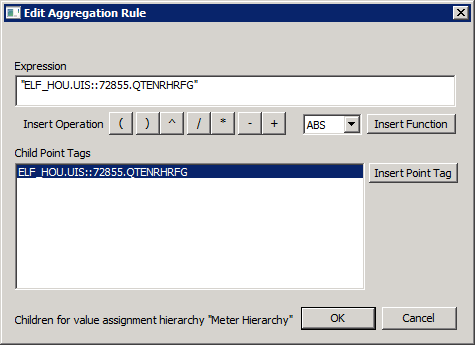 Edit Aggregation Rule
Expression
"ELF_HOU.UIS::72855.QTENRHRFG"
Insert Operation ( ) ^ / * - + ABS Insert Function
Child Point Tags
ELF_HOU.UIS::72855.QTENRHRFG
Insert Point Tag
Children for value assignment hierarchy "Meter Hierarchy" OK Cancel